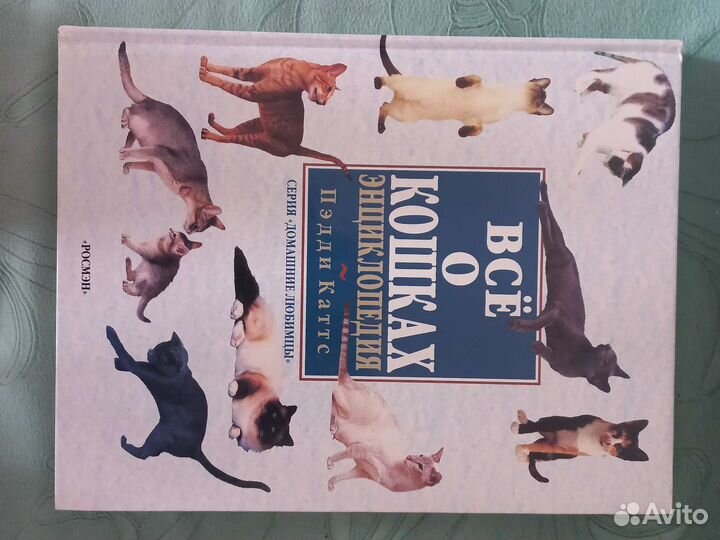 ВСЁ
О
КОШКАХ
ЭНЦИКЛОПЕДИЯ
~
Пэдди Каттс
СЕРИЯ «ДОМАШНИЕ ЛЮБИМЦЫ»
«РОСМЭН»
Avito